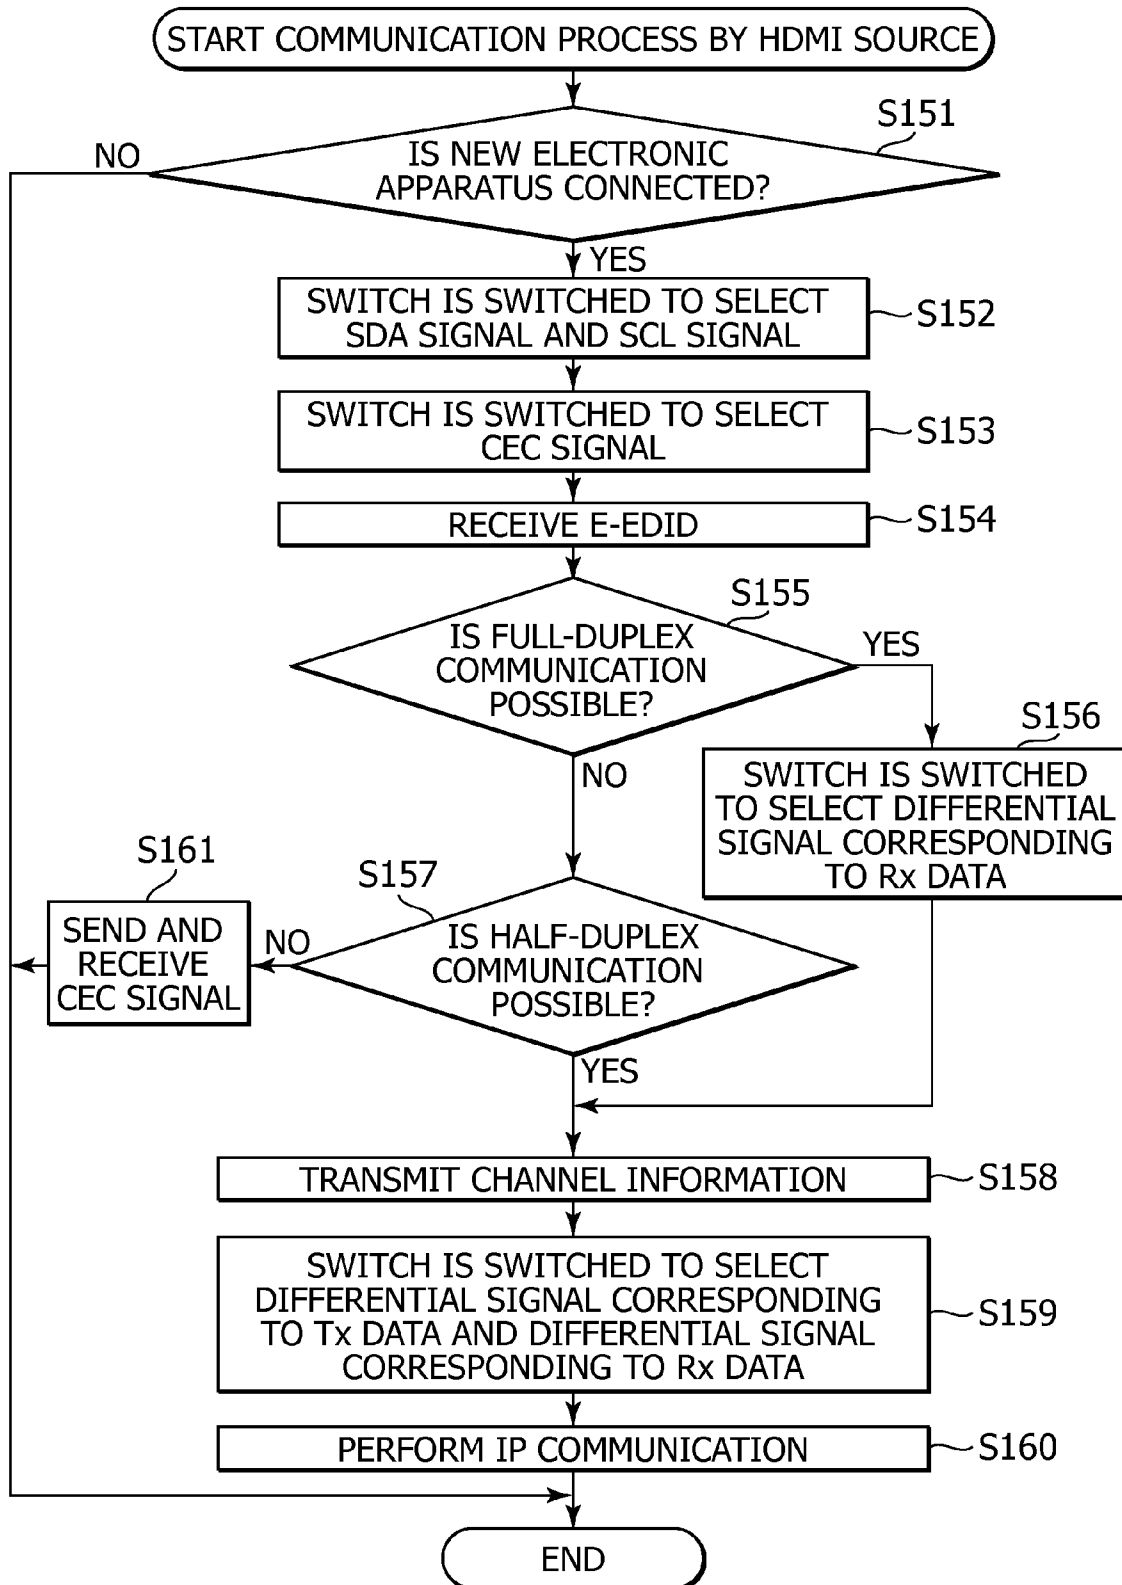 START COMMUNICATION PROCESS BY HDMI SOURCE
S151
NO
IS NEW ELECTRONIC
APPARATUS CONNECTED?
YES
SWITCH IS SWITCHED TO SELECT
SDA SIGNAL AND SCL SIGNAL
S152
SWITCH IS SWITCHED TO SELECT
CEC SIGNAL
S153
RECEIVE E-EDID
S154
S155
IS FULL-DUPLEX
COMMUNICATION
POSSIBLE?
YES
NO
S156
SWITCH IS SWITCHED
TO SELECT DIFFERENTIAL
SIGNAL CORRESPONDING
TO Rx DATA
S161
SEND AND
RECEIVE
CEC SIGNAL
NO
S157
IS HALF-DUPLEX
COMMUNICATION
POSSIBLE?
YES
TRANSMIT CHANNEL INFORMATION
S158
SWITCH IS SWITCHED TO SELECT
DIFFERENTIAL SIGNAL CORRESPONDING
TO Tx DATA AND DIFFERENTIAL SIGNAL
CORRESPONDING TO Rx DATA
S159
PERFORM IP COMMUNICATION
S160
END